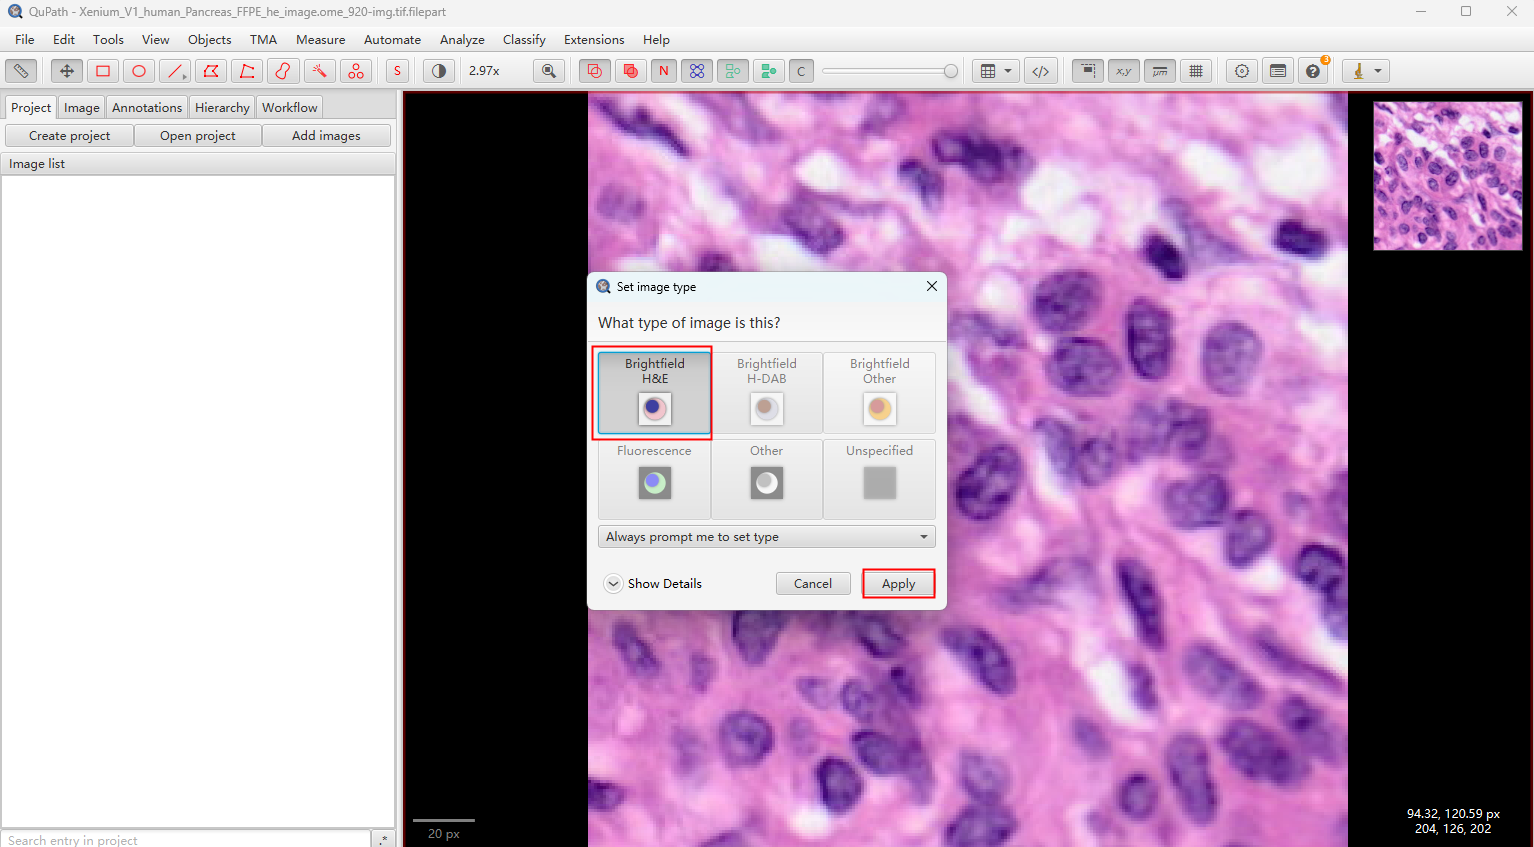 QuPath - Xenium_V1_human_Pancreas_FFPE_he_image.ome_920-img.tif.filepart
File Edit Tools View Objects TMA Measure Automate Analyze Classify Extensions Help
S 2.97x N C x,y μm 3
Project Image Annotations Hierarchy Workflow
Create project Open project Add images
Image list
Set image type
What type of image is this?
Brightfield H&E
Brightfield H-DAB
Brightfield Other
Fluorescence
Other
Unspecified
Always prompt me to set type
Show Details Cancel Apply
20 px
94.32, 120.59 px
204, 126, 202
Search entry in project .*